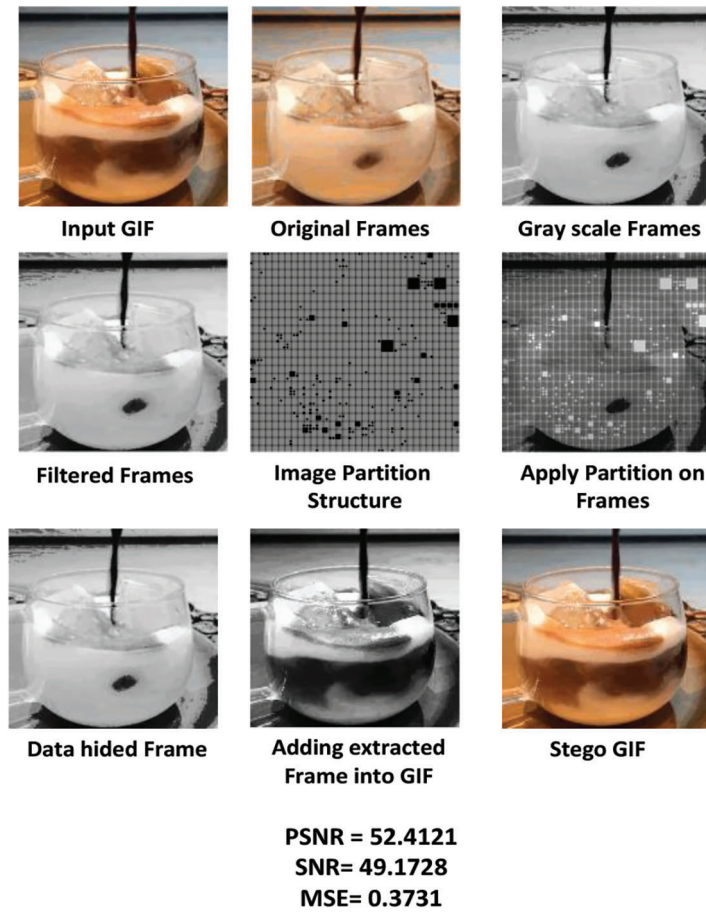 Input GIF
Original Frames
Gray scale Frames
Filtered Frames
Image Partition
Structure
Apply Partition on
Frames
Data hided Frame
Adding extracted
Frame into GIF
Stego GIF
PSNR = 52.4121
SNR= 49.1728
MSE= 0.3731